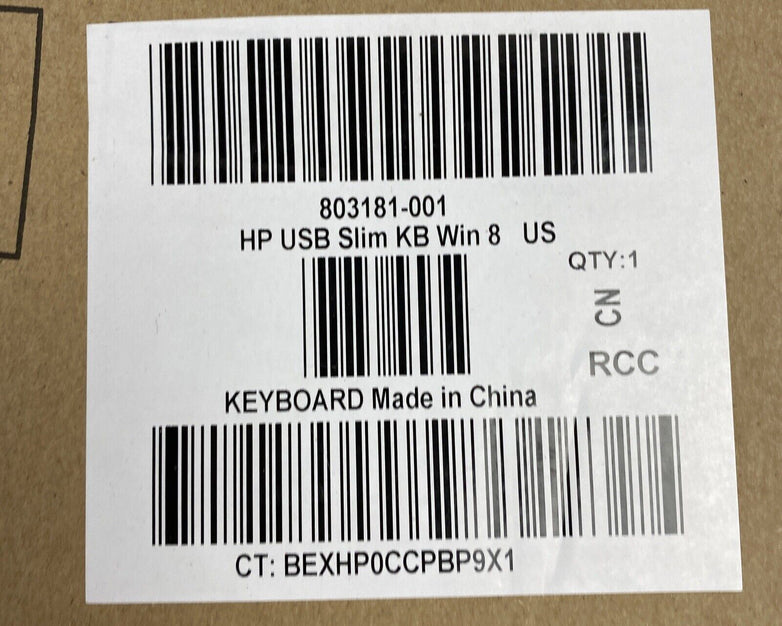 803181-001
HP USB Slim KB Win 8 US
QTY:1
CN
RCC
KEYBOARD Made in China
CT: BEXHP0CCPBP9X1